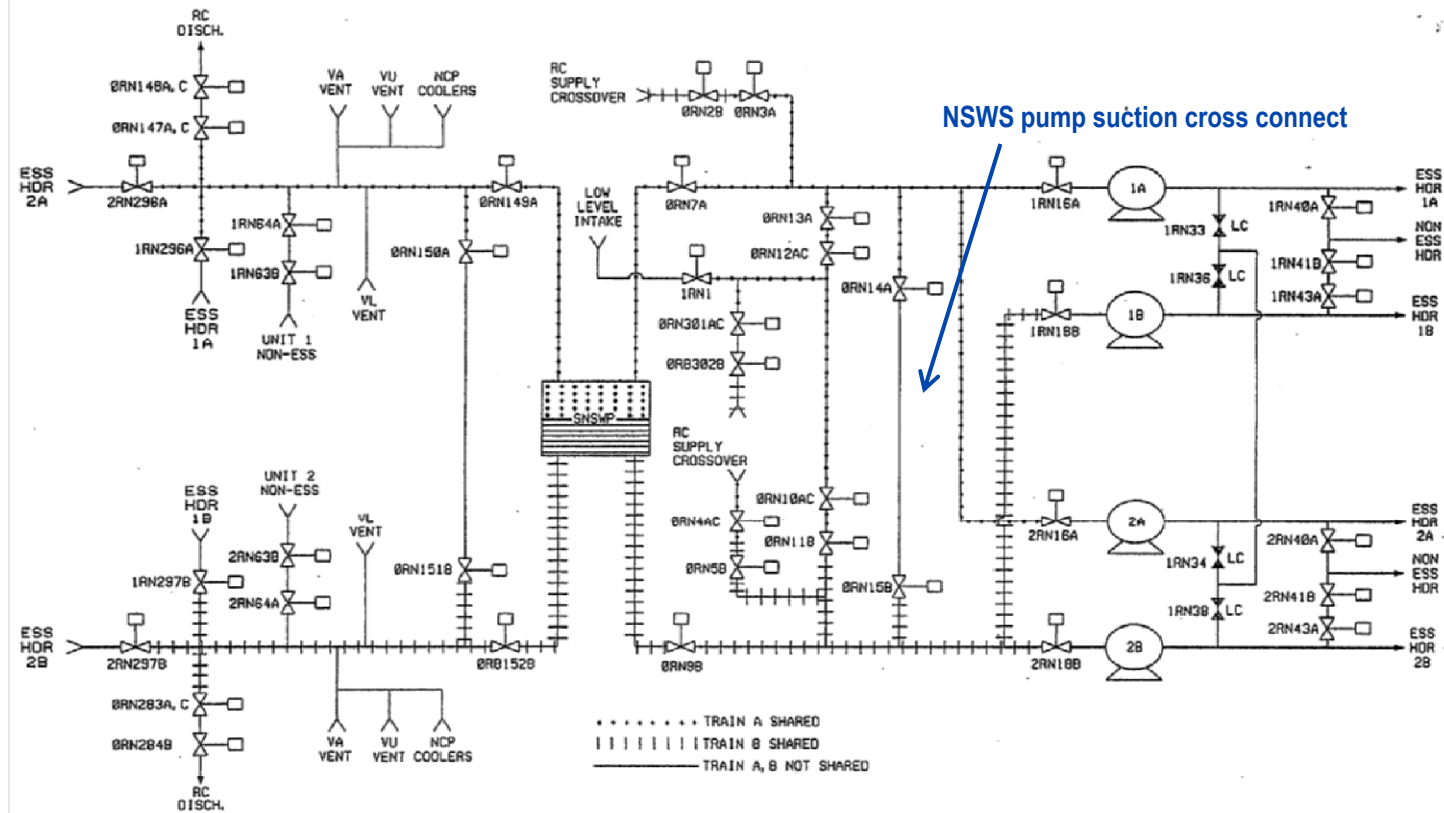 RC
DISCH.
0RN148A, C
0RN147A, C
VA
VENT
VU
VENT
NCP
COOLERS
RC
SUPPLY
CROSSOVER
0RN2B
0RN3A
NSWS pump suction cross connect
ESS
HDR
2A
2RN296A
0RN149A
LOW
LEVEL
INTAKE
0RN7A
1RN16A
1A
ESS
HDR
1A
1RN64A
1RN296A
1RN63B
0RN150A
0RN13A
0RN12AC
0RN14A
1RN33
LC
1RN40A
NON
ESS
HDR
1RN36
LC
1RN41B
1RN43A
ESS
HDR
1A
UNIT 1
NON-ESS
VL
VENT
1RN1
0RN301AC
0RB302B
1RN18B
1B
ESS
HDR
1B
SNSWP
RC
SUPPLY
CROSSOVER
ESS
HDR
1B
UNIT 2
NON-ESS
VL
VENT
0RN4AC
0RN5B
0RN10AC
0RN11B
0RN15B
2RN16A
2A
ESS
HDR
2A
1RN297B
2RN63B
2RN64A
0RN151B
1RN34
LC
2RN40A
NON
ESS
HDR
1RN38
LC
2RN41B
2RN43A
ESS
HDR
2B
2RN297B
0RB152B
0RN9B
2RN18B
2B
ESS
HDR
2B
0RN283A, C
0RN284B
VA
VENT
VU
VENT
NCP
COOLERS
RC
DISCH.
TRAIN A SHARED
TRAIN B SHARED
TRAIN A, B NOT SHARED